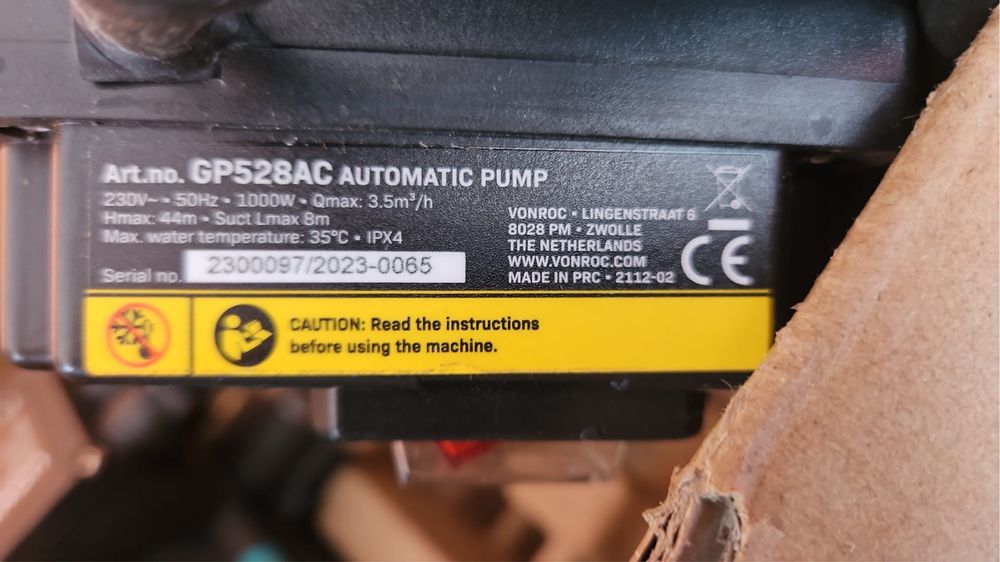 Art.no. GP528AC AUTOMATIC PUMP
230V~ • 50Hz • 1000W • Qmax: 3.5m³/h
Hmax: 44m • Suct Lmax 8m
Max. water temperature: 35°C • IPX4
Serial no. 2300097/2023-0065
VONROC • LINGENSTRAAT 6
8028 PM • ZWOLLE
THE NETHERLANDS
WWW.VONROC.COM
MADE IN PRC • 2112-02
CE
CAUTION: Read the instructions
before using the machine.